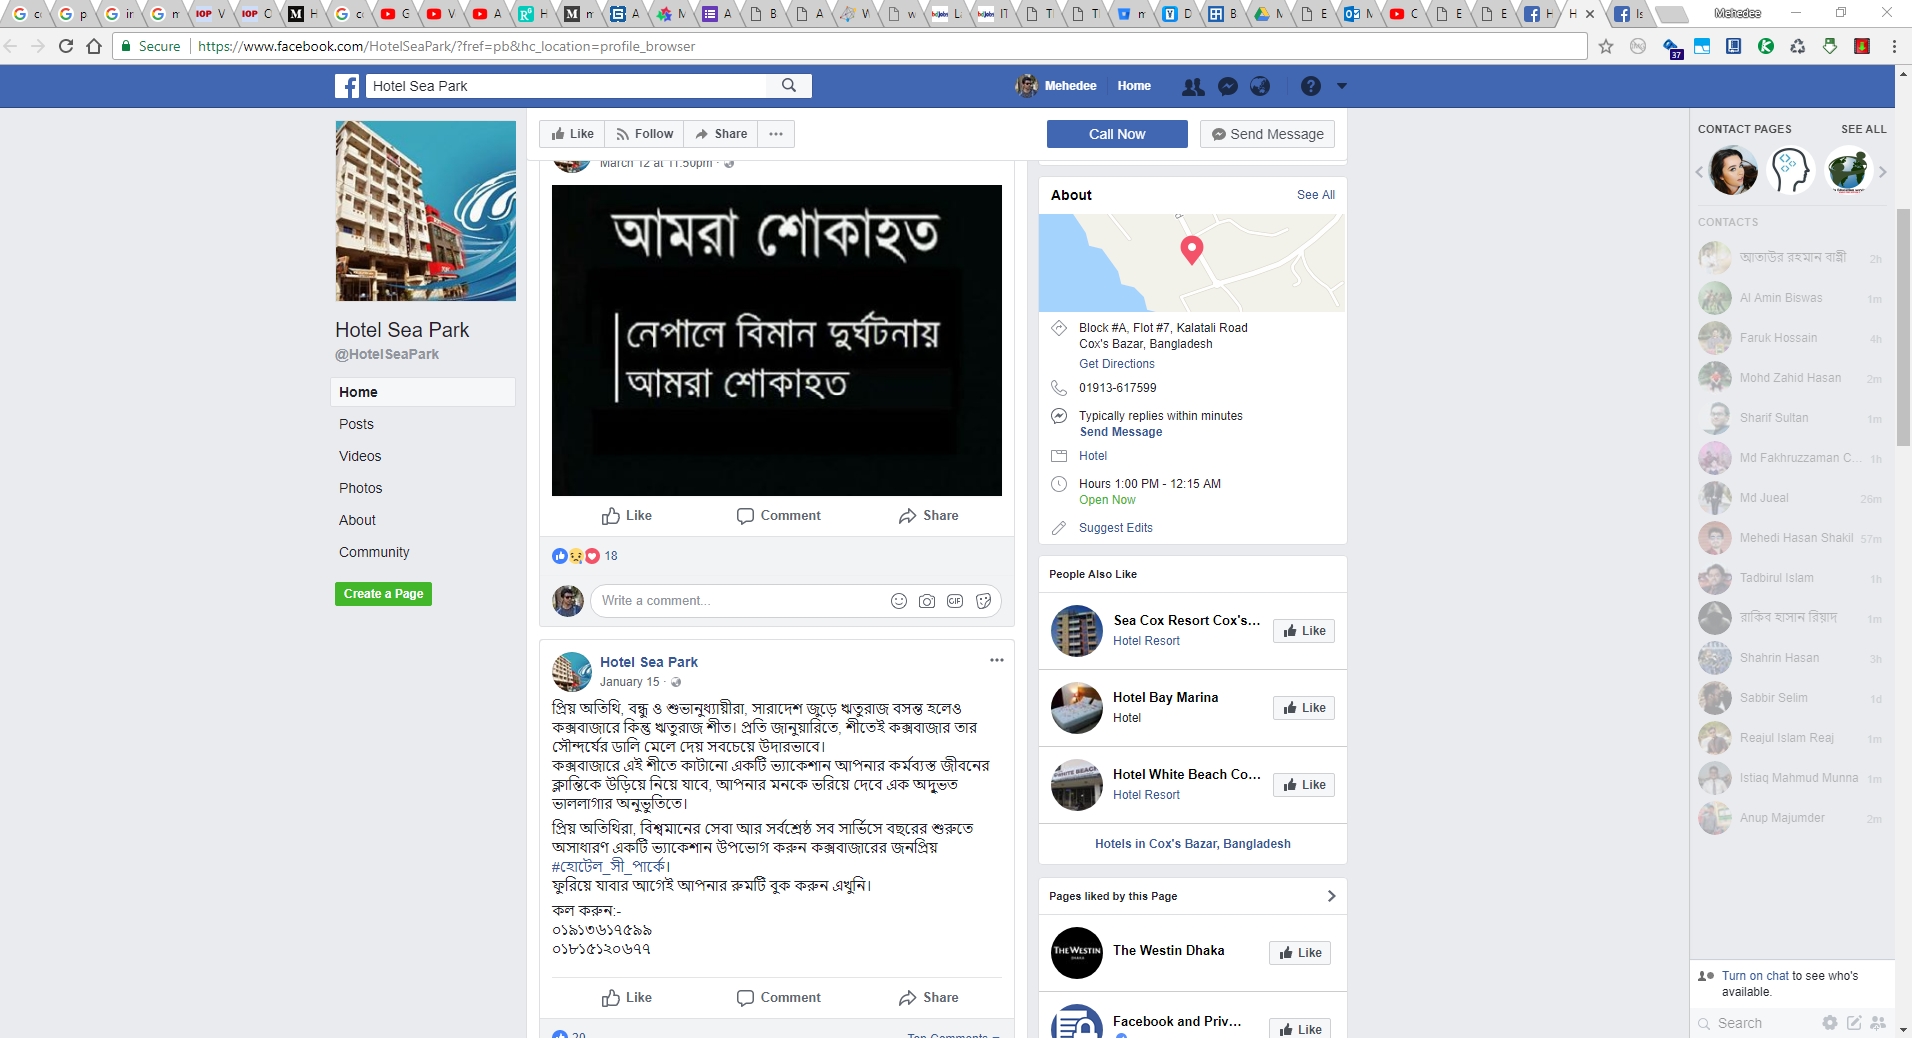 Mehedee
Secure
https://www.facebook.com/HotelSeaPark/?fref=pb&hc_location=profile_browser
37
Hotel Sea Park
Mehedee
Home
Like
Follow
Share
Call Now
Send Message
Hotel Sea Park
@HotelSeaPark
Home
Posts
Videos
Photos
About
Community
Create a Page
March 12 at 11:50pm ·
আমরা শোকাহত
নেপালে বিমান দুর্ঘটনায়
আমরা শোকাহত
Like
Comment
Share
18
Write a comment...
GIF
Hotel Sea Park
January 15 ·
প্রিয় অতিথি, বন্ধু ও শুভানুধ্যায়ীরা, সারাদেশ জুড়ে ঋতুরাজ বসন্ত হলেও
কক্সবাজারে কিন্তু ঋতুরাজ শীত। প্রতি জানুয়ারিতে, শীতেই কক্সবাজার তার
সৌন্দর্যের ডালি মেলে দেয় সবচেয়ে উদারভাবে।
কক্সবাজারে এই শীতে কাটানো একটি ভ্যাকেশান আপনার কর্মব্যস্ত জীবনের
ক্লান্তিকে উড়িয়ে নিয়ে যাবে, আপনার মনকে ভরিয়ে দেবে এক অদ্ভুত
ভাললাগার অনুভুতিতে।
প্রিয় অতিথিরা, বিশ্বমানের সেবা আর সর্বশ্রেষ্ঠ সব সার্ভিসে বছরের শুরুতে
অসাধারণ একটি ভ্যাকেশান উপভোগ করুন কক্সবাজারের জনপ্রিয়
#হোটেল_সী_পার্কে।
ফুরিয়ে যাবার আগেই আপনার রুমটি বুক করুন এখুনি।
কল করুন:-
০১৯১৩৬১৭৫৯৯
০১৮১৫১২০৬৭৭
Like
Comment
Share
20
Top Comments
About
See All
Block #A, Flot #7, Kalatali Road
Cox's Bazar, Bangladesh
Get Directions
01913-617599
Typically replies within minutes
Send Message
Hotel
Hours 1:00 PM - 12:15 AM
Open Now
Suggest Edits
People Also Like
Sea Cox Resort Cox's...
Hotel Resort
Like
Hotel Bay Marina
Hotel
Like
Hotel White Beach Co...
Hotel Resort
Like
Hotels in Cox's Bazar, Bangladesh
Pages liked by this Page
THE WESTIN
DHAKA
The Westin Dhaka
Like
Facebook and Priv...
Like
CONTACT PAGES
SEE ALL
CONTACTS
আতাউর রহমান বাপ্পী 2h
Al Amin Biswas 1m
Faruk Hossain 4h
Mohd Zahid Hasan 2m
Sharif Sultan 1m
Md Fakhruzzaman C... 1h
Md Jueal 26m
Mehedi Hasan Shakil 57m
Tadbirul Islam 1h
রাকিব হাসান রিয়াদ 1m
Shahrin Hasan 3h
Sabbir Selim 1d
Reajul Islam Reaj 1m
Istiaq Mahmud Munna 1m
Anup Majumder 2m
Turn on chat to see who's
available.
Search